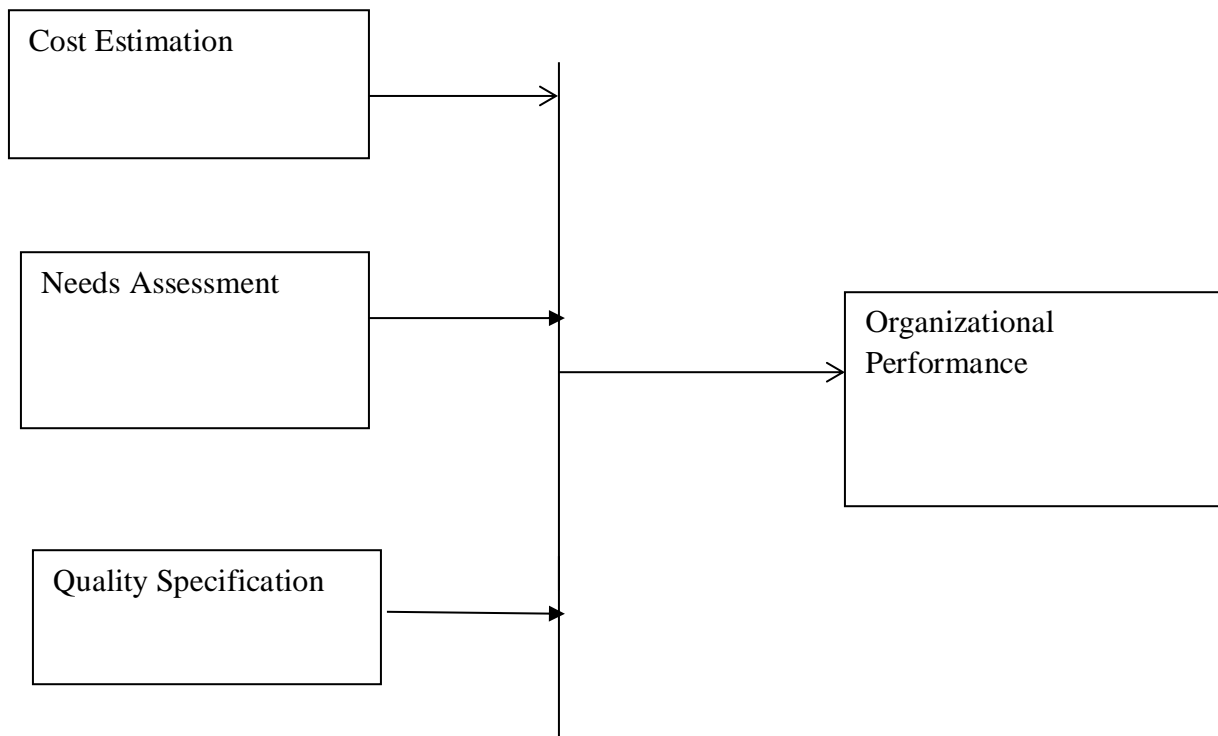 Cost Estimation
Needs Assessment
Organizational
Performance
Quality Specification